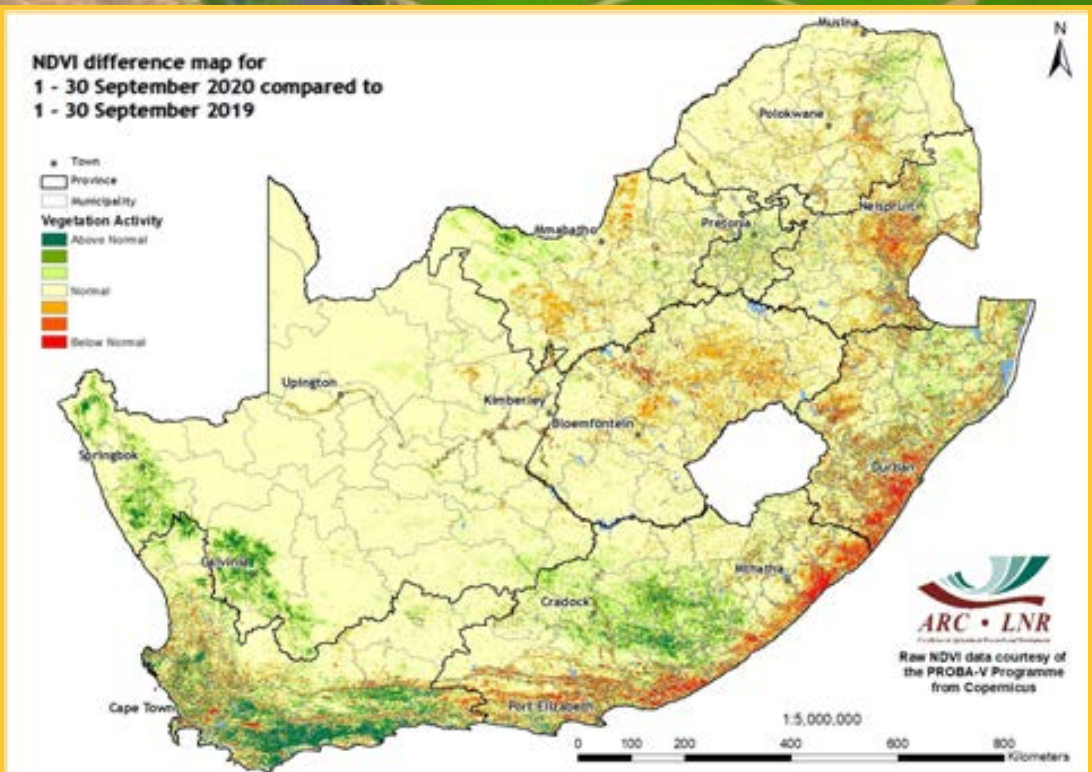 NDVI difference map for
1 - 30 September 2020 compared to
1 - 30 September 2019
Town
Province
Municipality
Vegetation Activity
Above Normal
Normal
Below Normal
N
Musina
Polokwane
Nelspruit
Pretoria
Mmabatho
Upington
Kimberley
Bloemfontein
Springbok
Durban
Calvinia
Mthatha
Cradock
Cape Town
Port Elizabeth
ARC • LNR
Raw NDVI data courtesy of
the PROBA-V Programme
from Copernicus
1:5,000,000
0 100 200 400 600 800
Kilometers